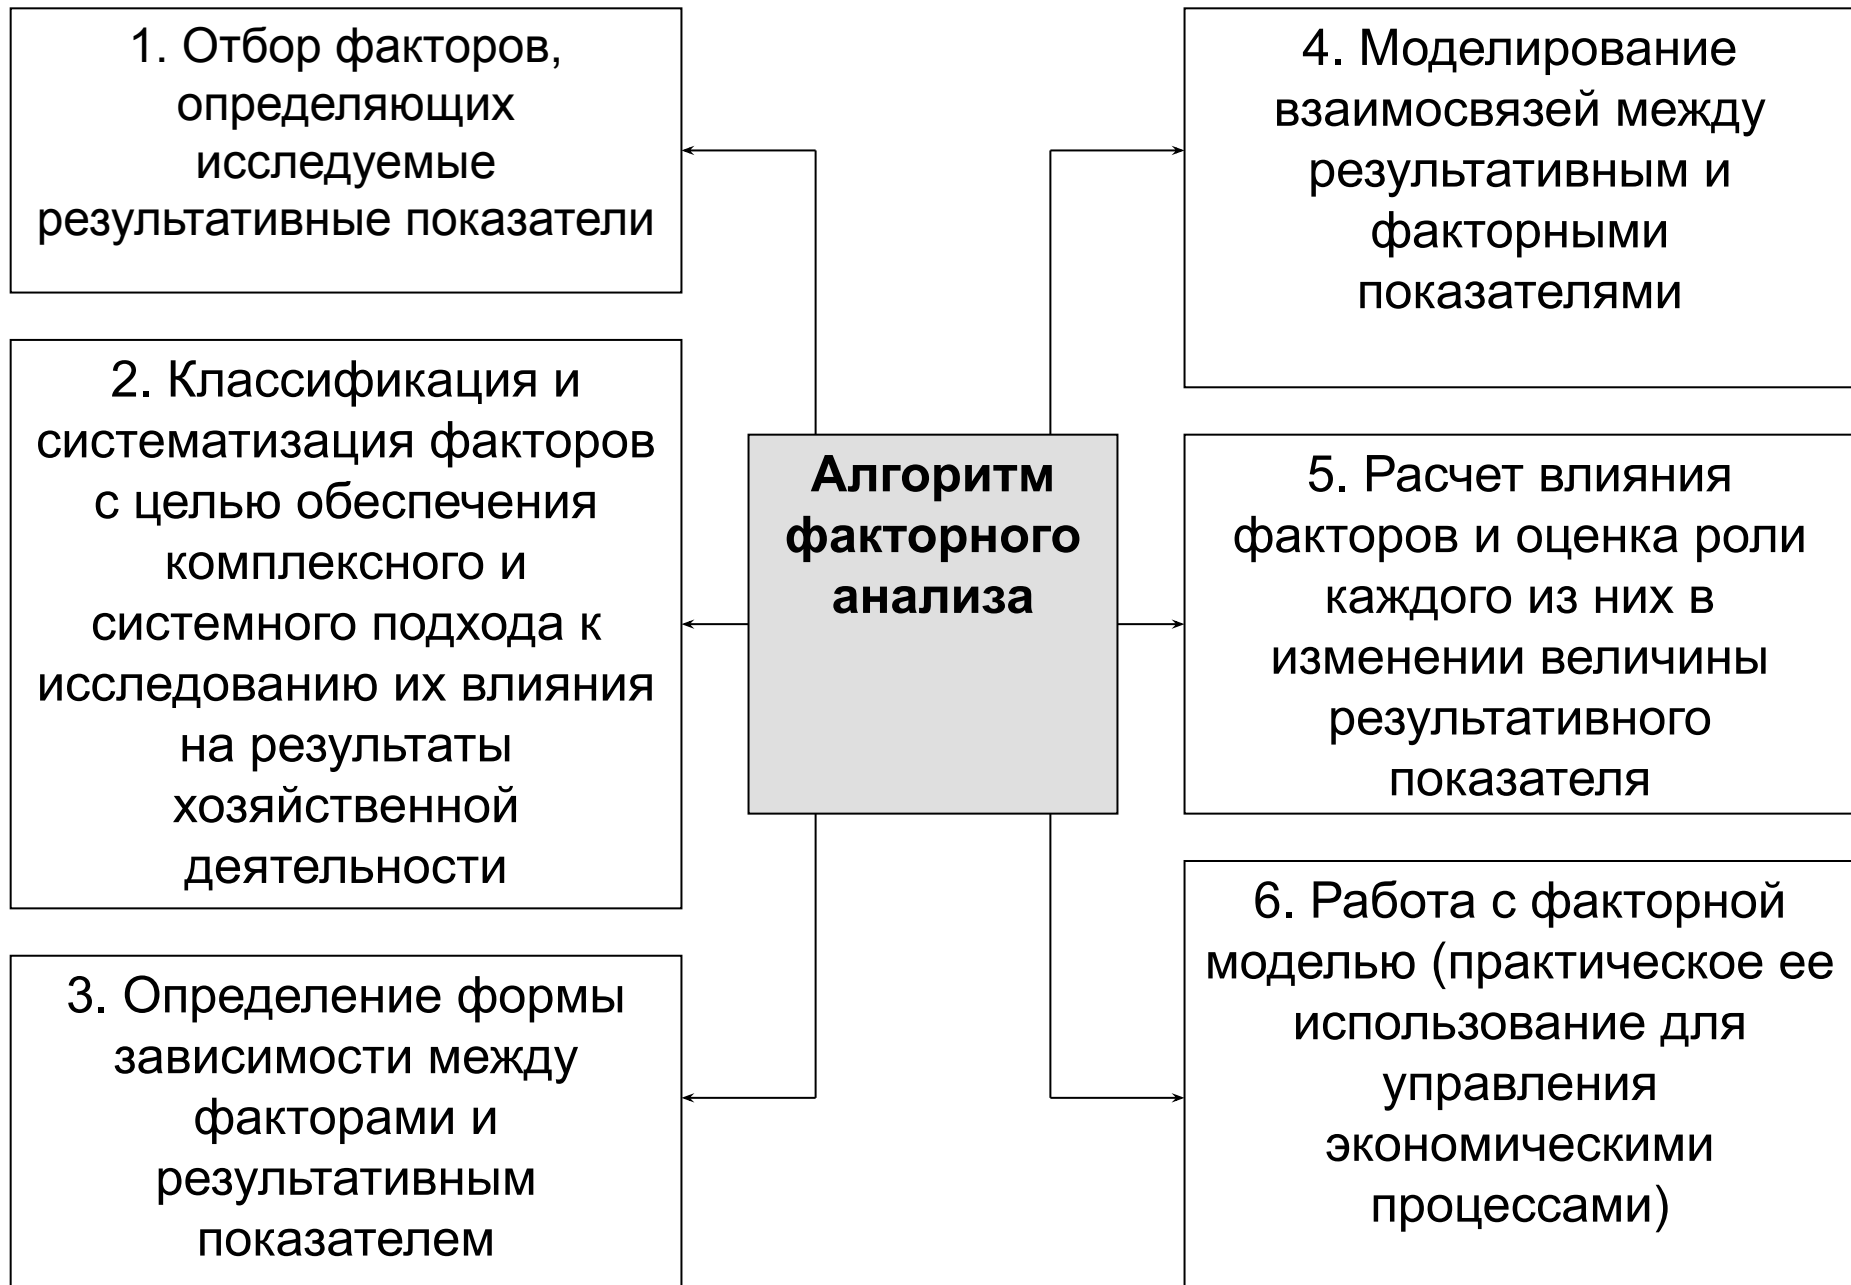 1. Отбор факторов,
определяющих
исследуемые
результативные показатели
2. Классификация и
систематизация факторов
с целью обеспечения
комплексного и
системного подхода к
исследованию их влияния
на результаты
хозяйственной
деятельности
3. Определение формы
зависимости между
факторами и
результативным
показателем
Алгоритм
факторного
анализа
4. Моделирование
взаимосвязей между
результативным и
факторными
показателями
5. Расчет влияния
факторов и оценка роли
каждого из них в
изменении величины
результативного
показателя
6. Работа с факторной
моделью (практическое ее
использование для
управления
экономическими
процессами)